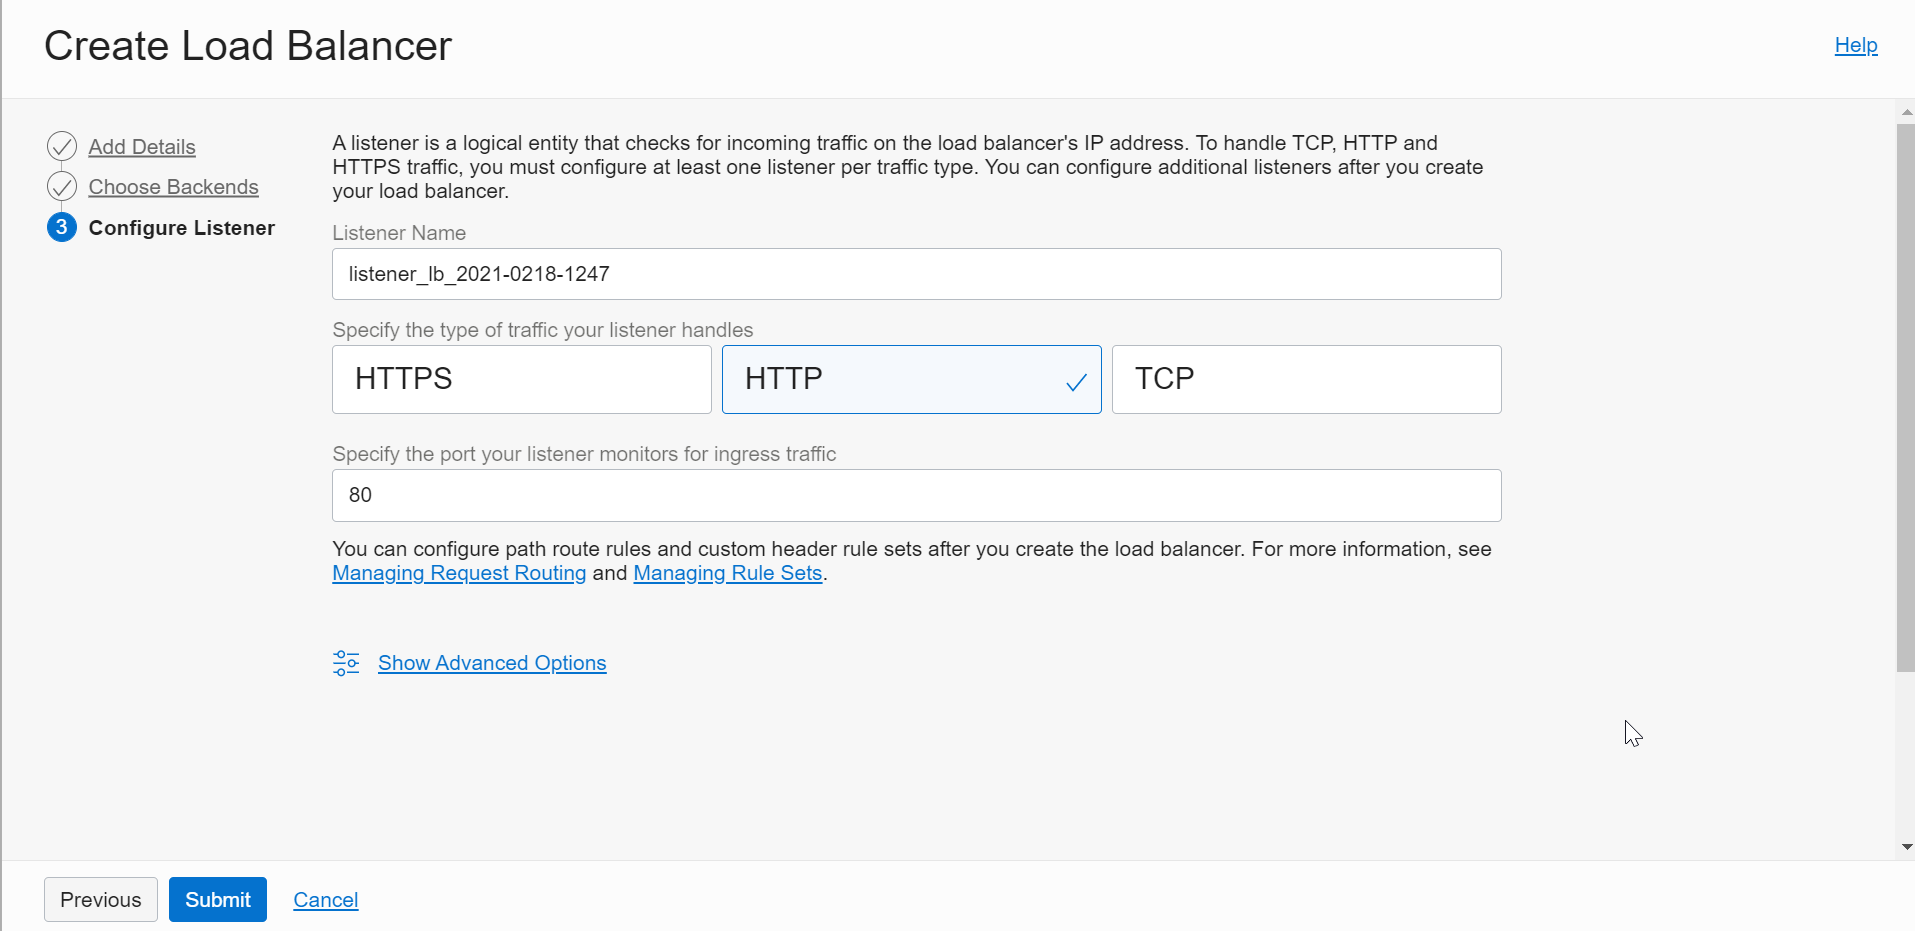 Create Load Balancer
Help
Add Details
Choose Backends
3 Configure Listener
A listener is a logical entity that checks for incoming traffic on the load balancer's IP address. To handle TCP, HTTP and
HTTPS traffic, you must configure at least one listener per traffic type. You can configure additional listeners after you create
your load balancer.
Listener Name
listener_lb_2021-0218-1247
Specify the type of traffic your listener handles
HTTPS
HTTP
TCP
Specify the port your listener monitors for ingress traffic
80
You can configure path route rules and custom header rule sets after you create the load balancer. For more information, see
Managing Request Routing and Managing Rule Sets.
Show Advanced Options
Previous
Submit
Cancel